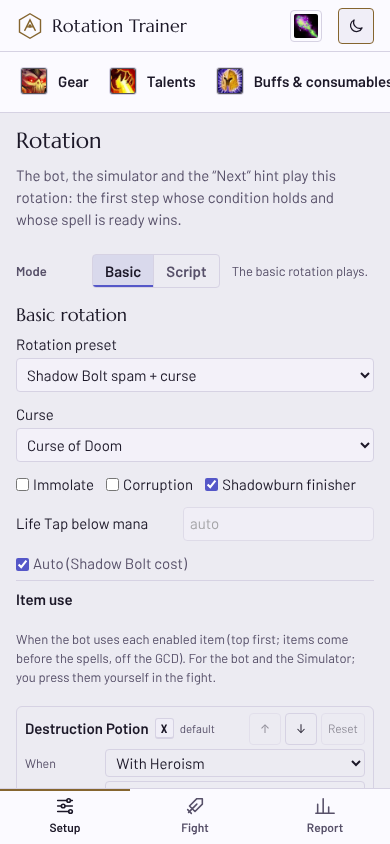 Rotation Trainer
Gear
Talents
Buffs & consumables
Rotation
The bot, the simulator and the “Next” hint play this
rotation: the first step whose condition holds and
whose spell is ready wins.
Mode
Basic
Script
The basic rotation plays.
Basic rotation
Rotation preset
Shadow Bolt spam + curse
Curse
Curse of Doom
Immolate
Corruption
Shadowburn finisher
Life Tap below mana
auto
Auto (Shadow Bolt cost)
Item use
When the bot uses each enabled item (top first; items come
before the spells, off the GCD). For the bot and the Simulator;
you press them yourself in the fight.
Destruction Potion
X
default
↑
↓
Reset
When
With Heroism
Setup
Fight
Report